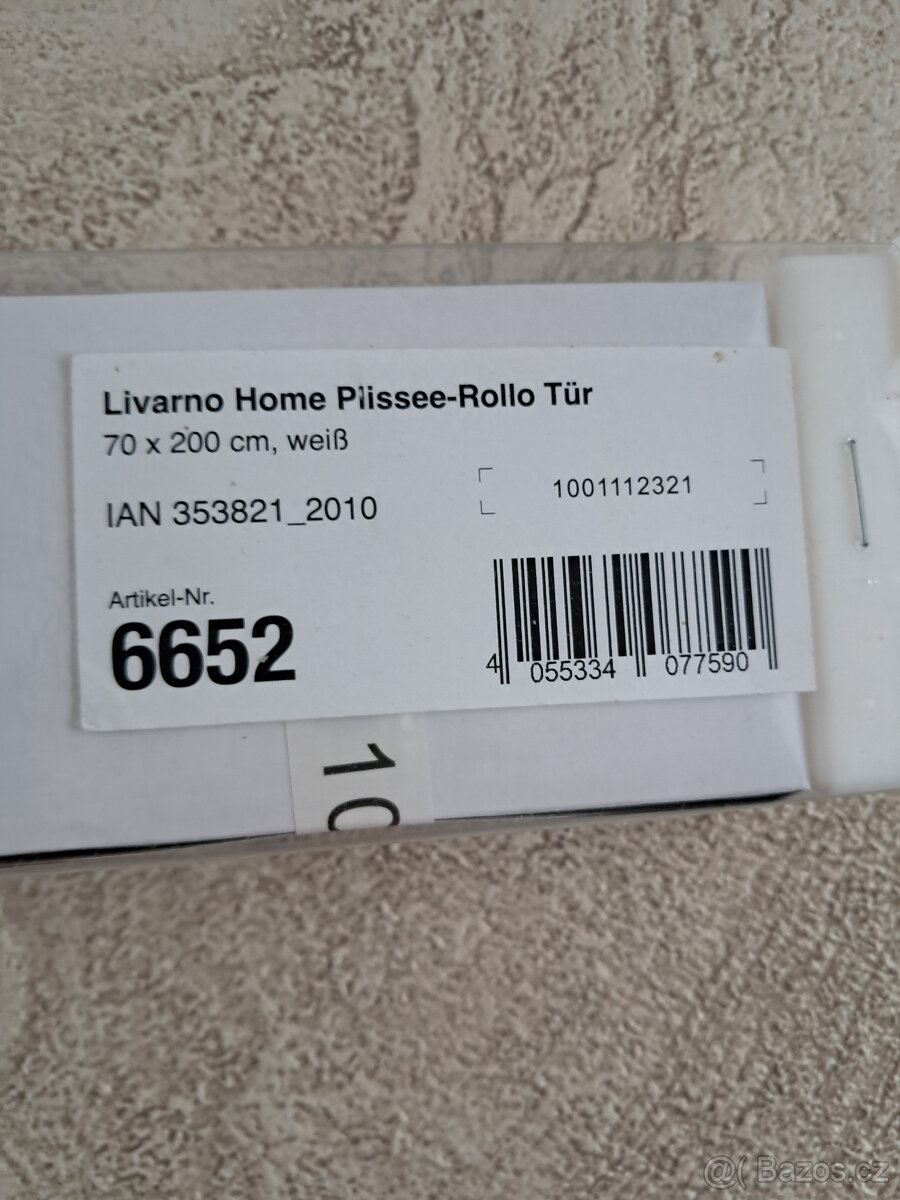 Livarno Home Plissee-Rollo Tür
70 x 200 cm, weiß
IAN 353821_2010
1001112321
Artikel-Nr.
6652
4 055334 077590
10
@( Bazos.cz